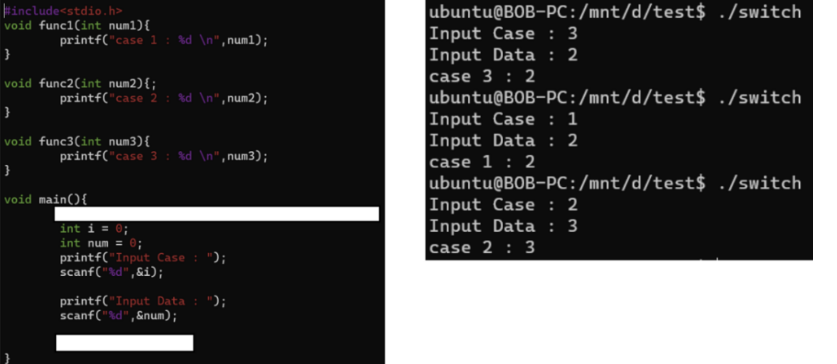 #include<stdio.h>
void func1(int num1){
printf("case 1 : %d \n",num1);
}
void func2(int num2){;
printf("case 2 : %d \n",num2);
}
void func3(int num3){
printf("case 3 : %d \n",num3);
}
void main(){
int i = 0;
int num = 0;
printf("Input Case : ");
scanf("%d",&i);
printf("Input Data : ");
scanf("%d",&num);
}
ubuntu@BOB-PC:/mnt/d/test$ ./switch
Input Case : 3
Input Data : 2
case 3 : 2
ubuntu@BOB-PC:/mnt/d/test$ ./switch
Input Case : 1
Input Data : 2
case 1 : 2
ubuntu@BOB-PC:/mnt/d/test$ ./switch
Input Case : 2
Input Data : 3
case 2 : 3